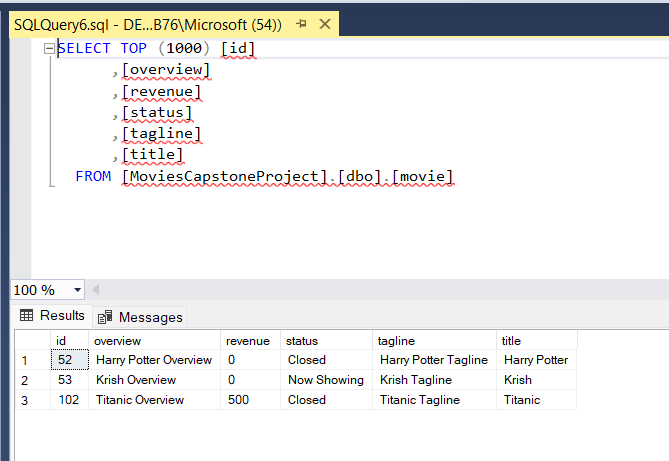 SQLQuery6.sql - DE...B76\Microsoft (54))
SELECT TOP (1000) [id]
,[overview]
,[revenue]
,[status]
,[tagline]
,[title]
FROM [MoviesCapstoneProject].[dbo].[movie]
100 %
Results Messages
id overview revenue status tagline title
1 52 Harry Potter Overview 0 Closed Harry Potter Tagline Harry Potter
2 53 Krish Overview 0 Now Showing Krish Tagline Krish
3 102 Titanic Overview 500 Closed Titanic Tagline Titanic